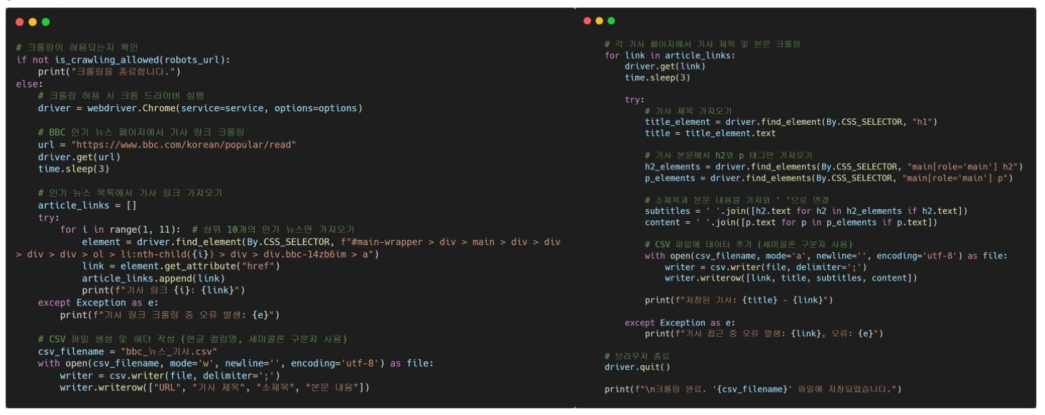 # 크롤링이 허용되는지 확인
if not is_crawling_allowed(robots_url):
    print("크롤링을 종료합니다.")
else:
    # 크롤링 허용 시 크롬 드라이버 실행
    driver = webdriver.Chrome(service=service, options=options)

    # BBC 인기 뉴스 페이지에서 기사 링크 크롤링
    url = "https://www.bbc.com/korean/popular/read"
    driver.get(url)
    time.sleep(3)

    # 인기 뉴스 목록에서 기사 링크 가져오기
    article_links = []
    try:
        for i in range(1, 11):  # 상위 10개의 인기 뉴스만 가져오기
            element = driver.find_element(By.CSS_SELECTOR, f"#main-wrapper > div > main > div > div
> div > div > ol > li:nth-child({i}) > div > div.bbc-14zb6im > a")
            link = element.get_attribute("href")
            article_links.append(link)
            print(f"기사 링크 {i}: {link}")
    except Exception as e:
        print(f"기사 링크 크롤링 중 오류 발생: {e}")

    # CSV 파일 생성 및 헤더 작성 (한글 컬럼명, 세미콜론 구분자 사용)
    csv_filename = "bbc_뉴스_기사.csv"
    with open(csv_filename, mode='w', newline='', encoding='utf-8') as file:
        writer = csv.writer(file, delimiter=';')
        writer.writerow(["URL", "기사 제목", "소제목", "본문 내용"])
    # 각 기사 페이지에서 기사 제목 및 본문 크롤링
    for link in article_links:
        driver.get(link)
        time.sleep(3)

        try:
            # 기사 제목 가져오기
            title_element = driver.find_element(By.CSS_SELECTOR, "h1")
            title = title_element.text

            # 기사 본문에서 h2와 p 태그만 가져오기
            h2_elements = driver.find_elements(By.CSS_SELECTOR, "main[role='main'] h2")
            p_elements = driver.find_elements(By.CSS_SELECTOR, "main[role='main'] p")

            # 소제목과 본문 내용을 가져와 ' '으로 연결
            subtitles = ' '.join([h2.text for h2 in h2_elements if h2.text])
            content = ' '.join([p.text for p in p_elements if p.text])

            # CSV 파일에 데이터 추가 (세미콜론 구분자 사용)
            with open(csv_filename, mode='a', newline='', encoding='utf-8') as file:
                writer = csv.writer(file, delimiter=';')
                writer.writerow([link, title, subtitles, content])

            print(f"저장된 기사: {title} - {link}")

        except Exception as e:
            print(f"기사 접근 중 오류 발생: {link}, 오류: {e}")

    # 브라우저 종료
    driver.quit()

    print(f"\n크롤링 완료. '{csv_filename}' 파일에 저장되었습니다.")